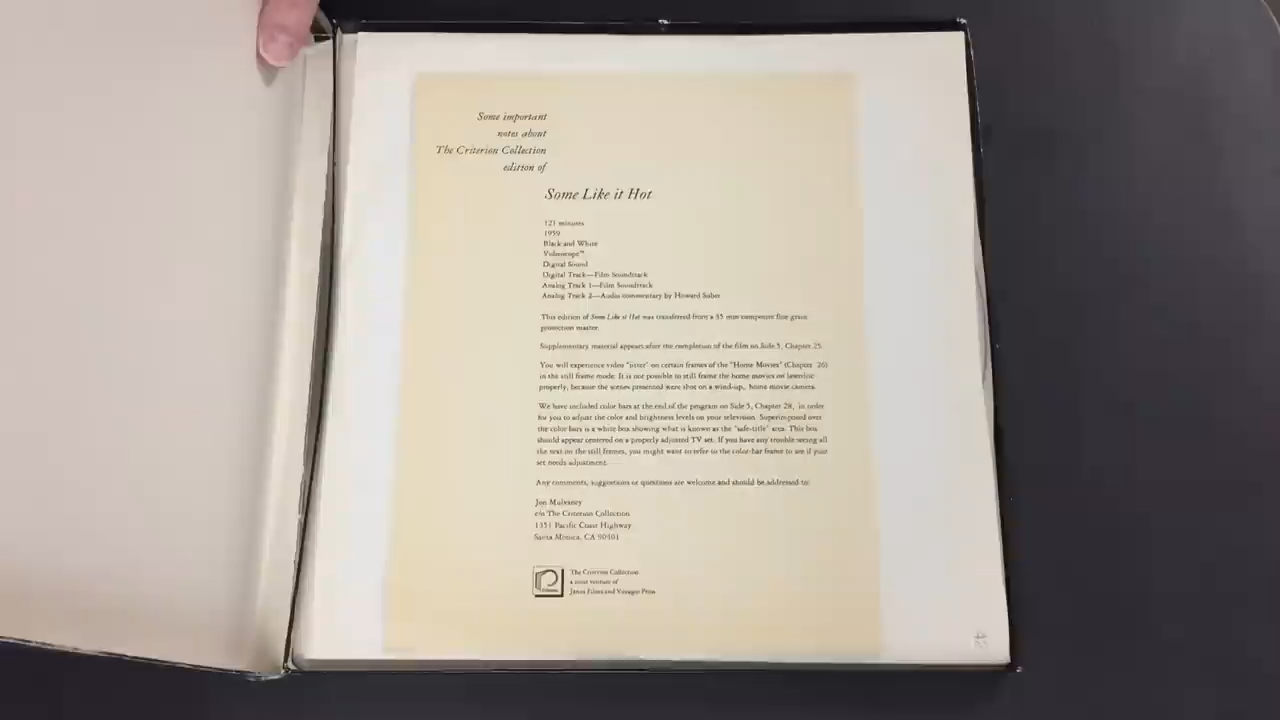 Some important
notes about
The Criterion Collection
edition of
Some Like it Hot
121 minutes
1959
Black and White
Videoscope™
Digital Sound
Digital Track—Film Soundtrack
Analog Track 1—Film Soundtrack
Analog Track 2—Audio commentary by Howard Suber
This edition of Some Like it Hot was transferred from a 35 mm composite fine grain
protection master.
Supplementary material appears after the completion of the film on Side 5, Chapter 25.
You will experience video "jitter" on certain frames of the "Home Movies" (Chapter 26)
in the still frame mode. It is not possible to still frame the home movies on laserdisc
properly, because the scenes presented were shot on a wind-up, home movie camera.
We have included color bars at the end of the program on Side 5, Chapter 28, in order
for you to adjust the color and brightness levels on your television. Superimposed over
the color bars is a white box showing what is known as the "safe-title" area. This box
should appear centered on a properly adjusted TV set. If you have any trouble seeing all
the text on the still frames, you might want to refer to the color-bar frame to see if your
set needs adjustment.
Any comments, suggestions or questions are welcome and should be addressed to:
Jon Mulvaney
c/o The Criterion Collection
1351 Pacific Coast Highway
Santa Monica, CA 90401
The Criterion Collection
a joint venture of
Janus Films and Voyager Press